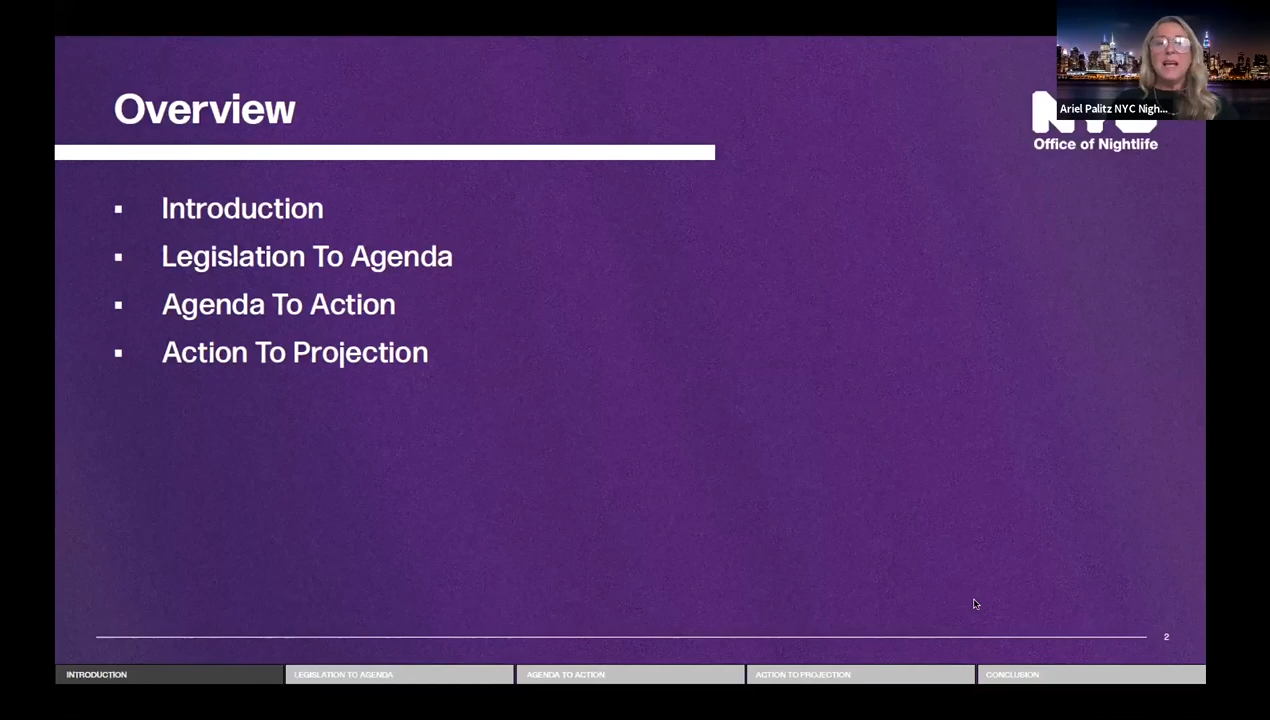 Overview
Ariel Palitz NYC Nigh...
NYC
Office of Nightlife
▪ Introduction
▪ Legislation To Agenda
▪ Agenda To Action
▪ Action To Projection
2
INTRODUCTION
LEGISLATION TO AGENDA
AGENDA TO ACTION
ACTION TO PROJECTION
CONCLUSION